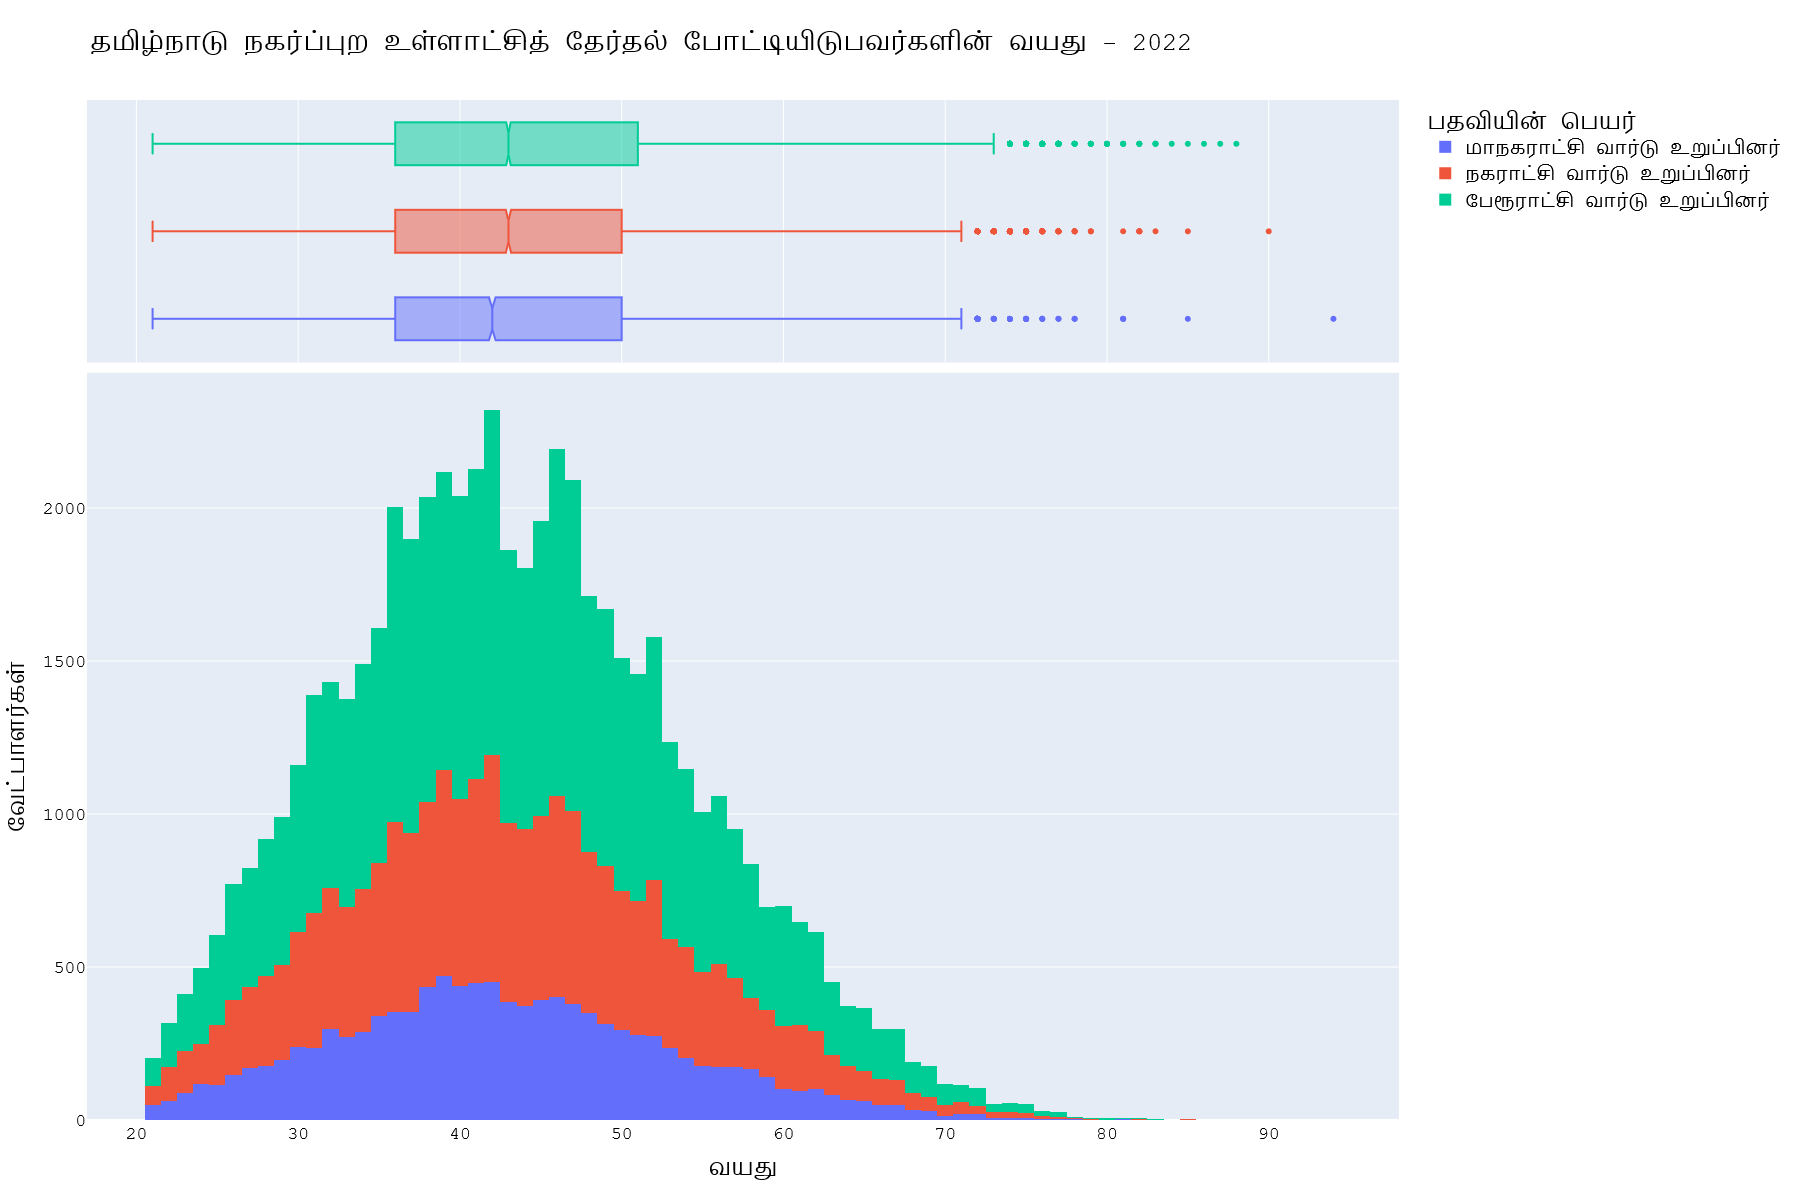 தமிழ்நாடு நகர்ப்புற உள்ளாட்சித் தேர்தல் போட்டியிடுபவர்களின் வயது - 2022
பதவியின் பெயர்
மாநகராட்சி வார்டு உறுப்பினர்
நகராட்சி வார்டு உறுப்பினர்
பேரூராட்சி வார்டு உறுப்பினர்
2000
1500
1000
500
0
வேட்பாளர்கள்
20 30 40 50 60 70 80 90
வயது